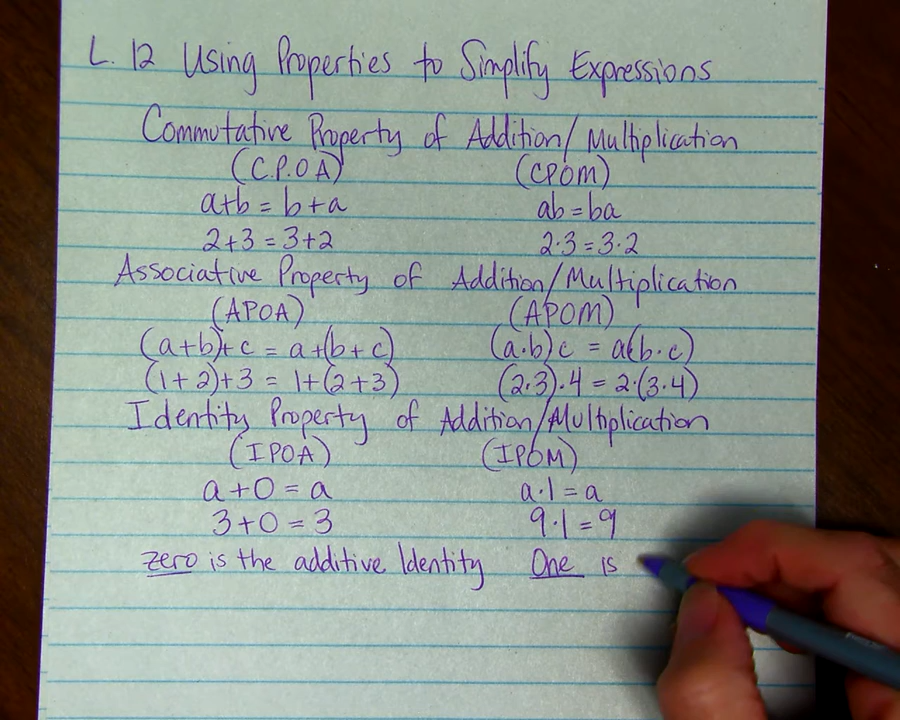 L. 12 Using Properties to Simplify Expressions
Commutative Property of Addition/Multiplication
(C.P.O A) (CPOM)
a+b = b+a ab = ba
2+3 = 3+2 2·3 = 3·2
Associative Property of Addition/Multiplication
(APOA) (APOM)
(a+b)+c = a+(b+c) (a·b)c = a(b·c)
(1+2)+3 = 1+(2+3) (2·3)·4 = 2·(3·4)
Identity Property of Addition/Multiplication
(IPOA) (IPOM)
a+0 = a a·1 = a
3+0 = 3 9·1 = 9
zero is the additive Identity One is